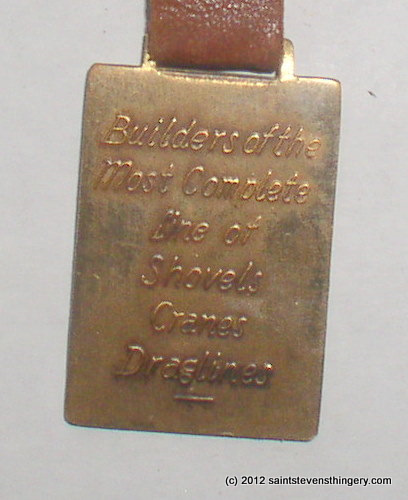 Builders of the
Most Complete
line of
Shovels
Cranes
Draglines
(c) 2012 saintstevensthingery.com